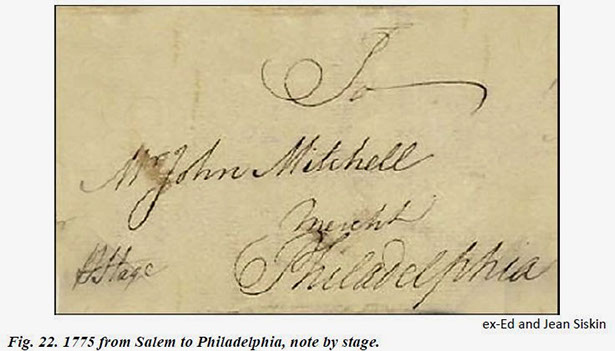 To
Mr John Mitchell
Mercht
Philadelphia
P Stage
ex-Ed and Jean Siskin
Fig. 22. 1775 from Salem to Philadelphia, note by stage.